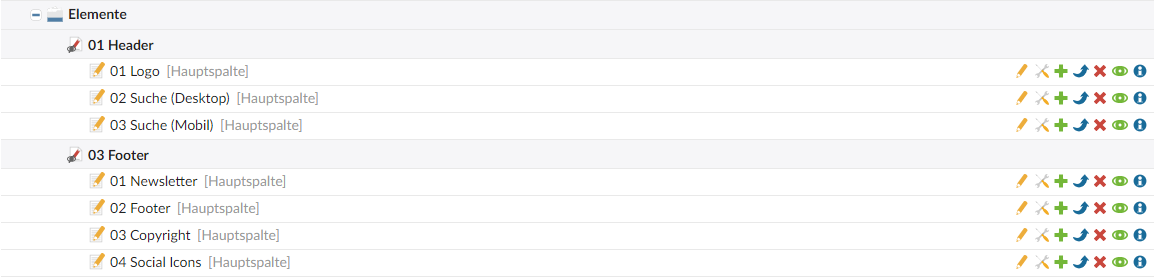 Elemente
01 Header
01 Logo [Hauptspalte]
02 Suche (Desktop) [Hauptspalte]
03 Suche (Mobil) [Hauptspalte]
03 Footer
01 Newsletter [Hauptspalte]
02 Footer [Hauptspalte]
03 Copyright [Hauptspalte]
04 Social Icons [Hauptspalte]